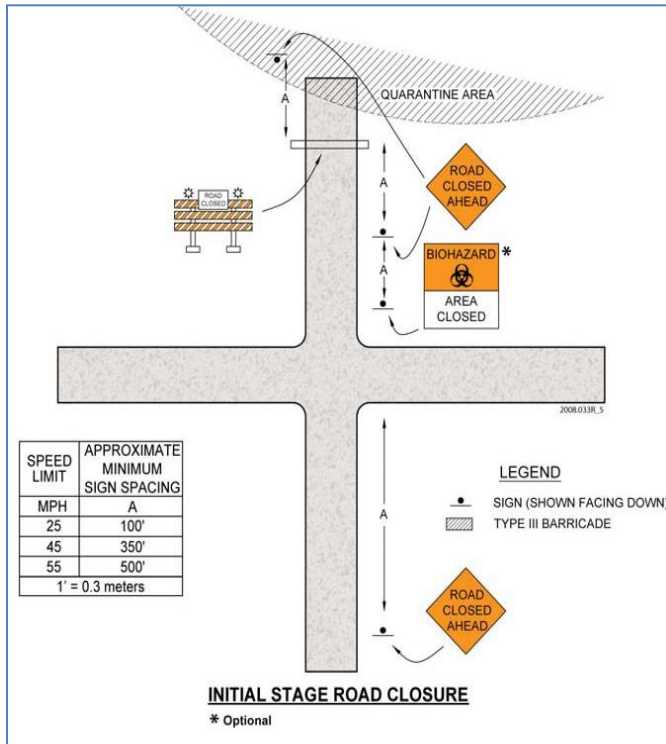 QUARANTINE AREA
A
ROAD
CLOSED
A
ROAD
CLOSED
AHEAD
A
BIOHAZARD *
AREA
CLOSED
2008.033R_5
SPEED LIMIT
APPROXIMATE MINIMUM SIGN SPACING
MPH A
25 100'
45 350'
55 500'
1' = 0.3 meters
LEGEND
SIGN (SHOWN FACING DOWN)
TYPE III BARRICADE
A
ROAD
CLOSED
AHEAD
INITIAL STAGE ROAD CLOSURE
* Optional